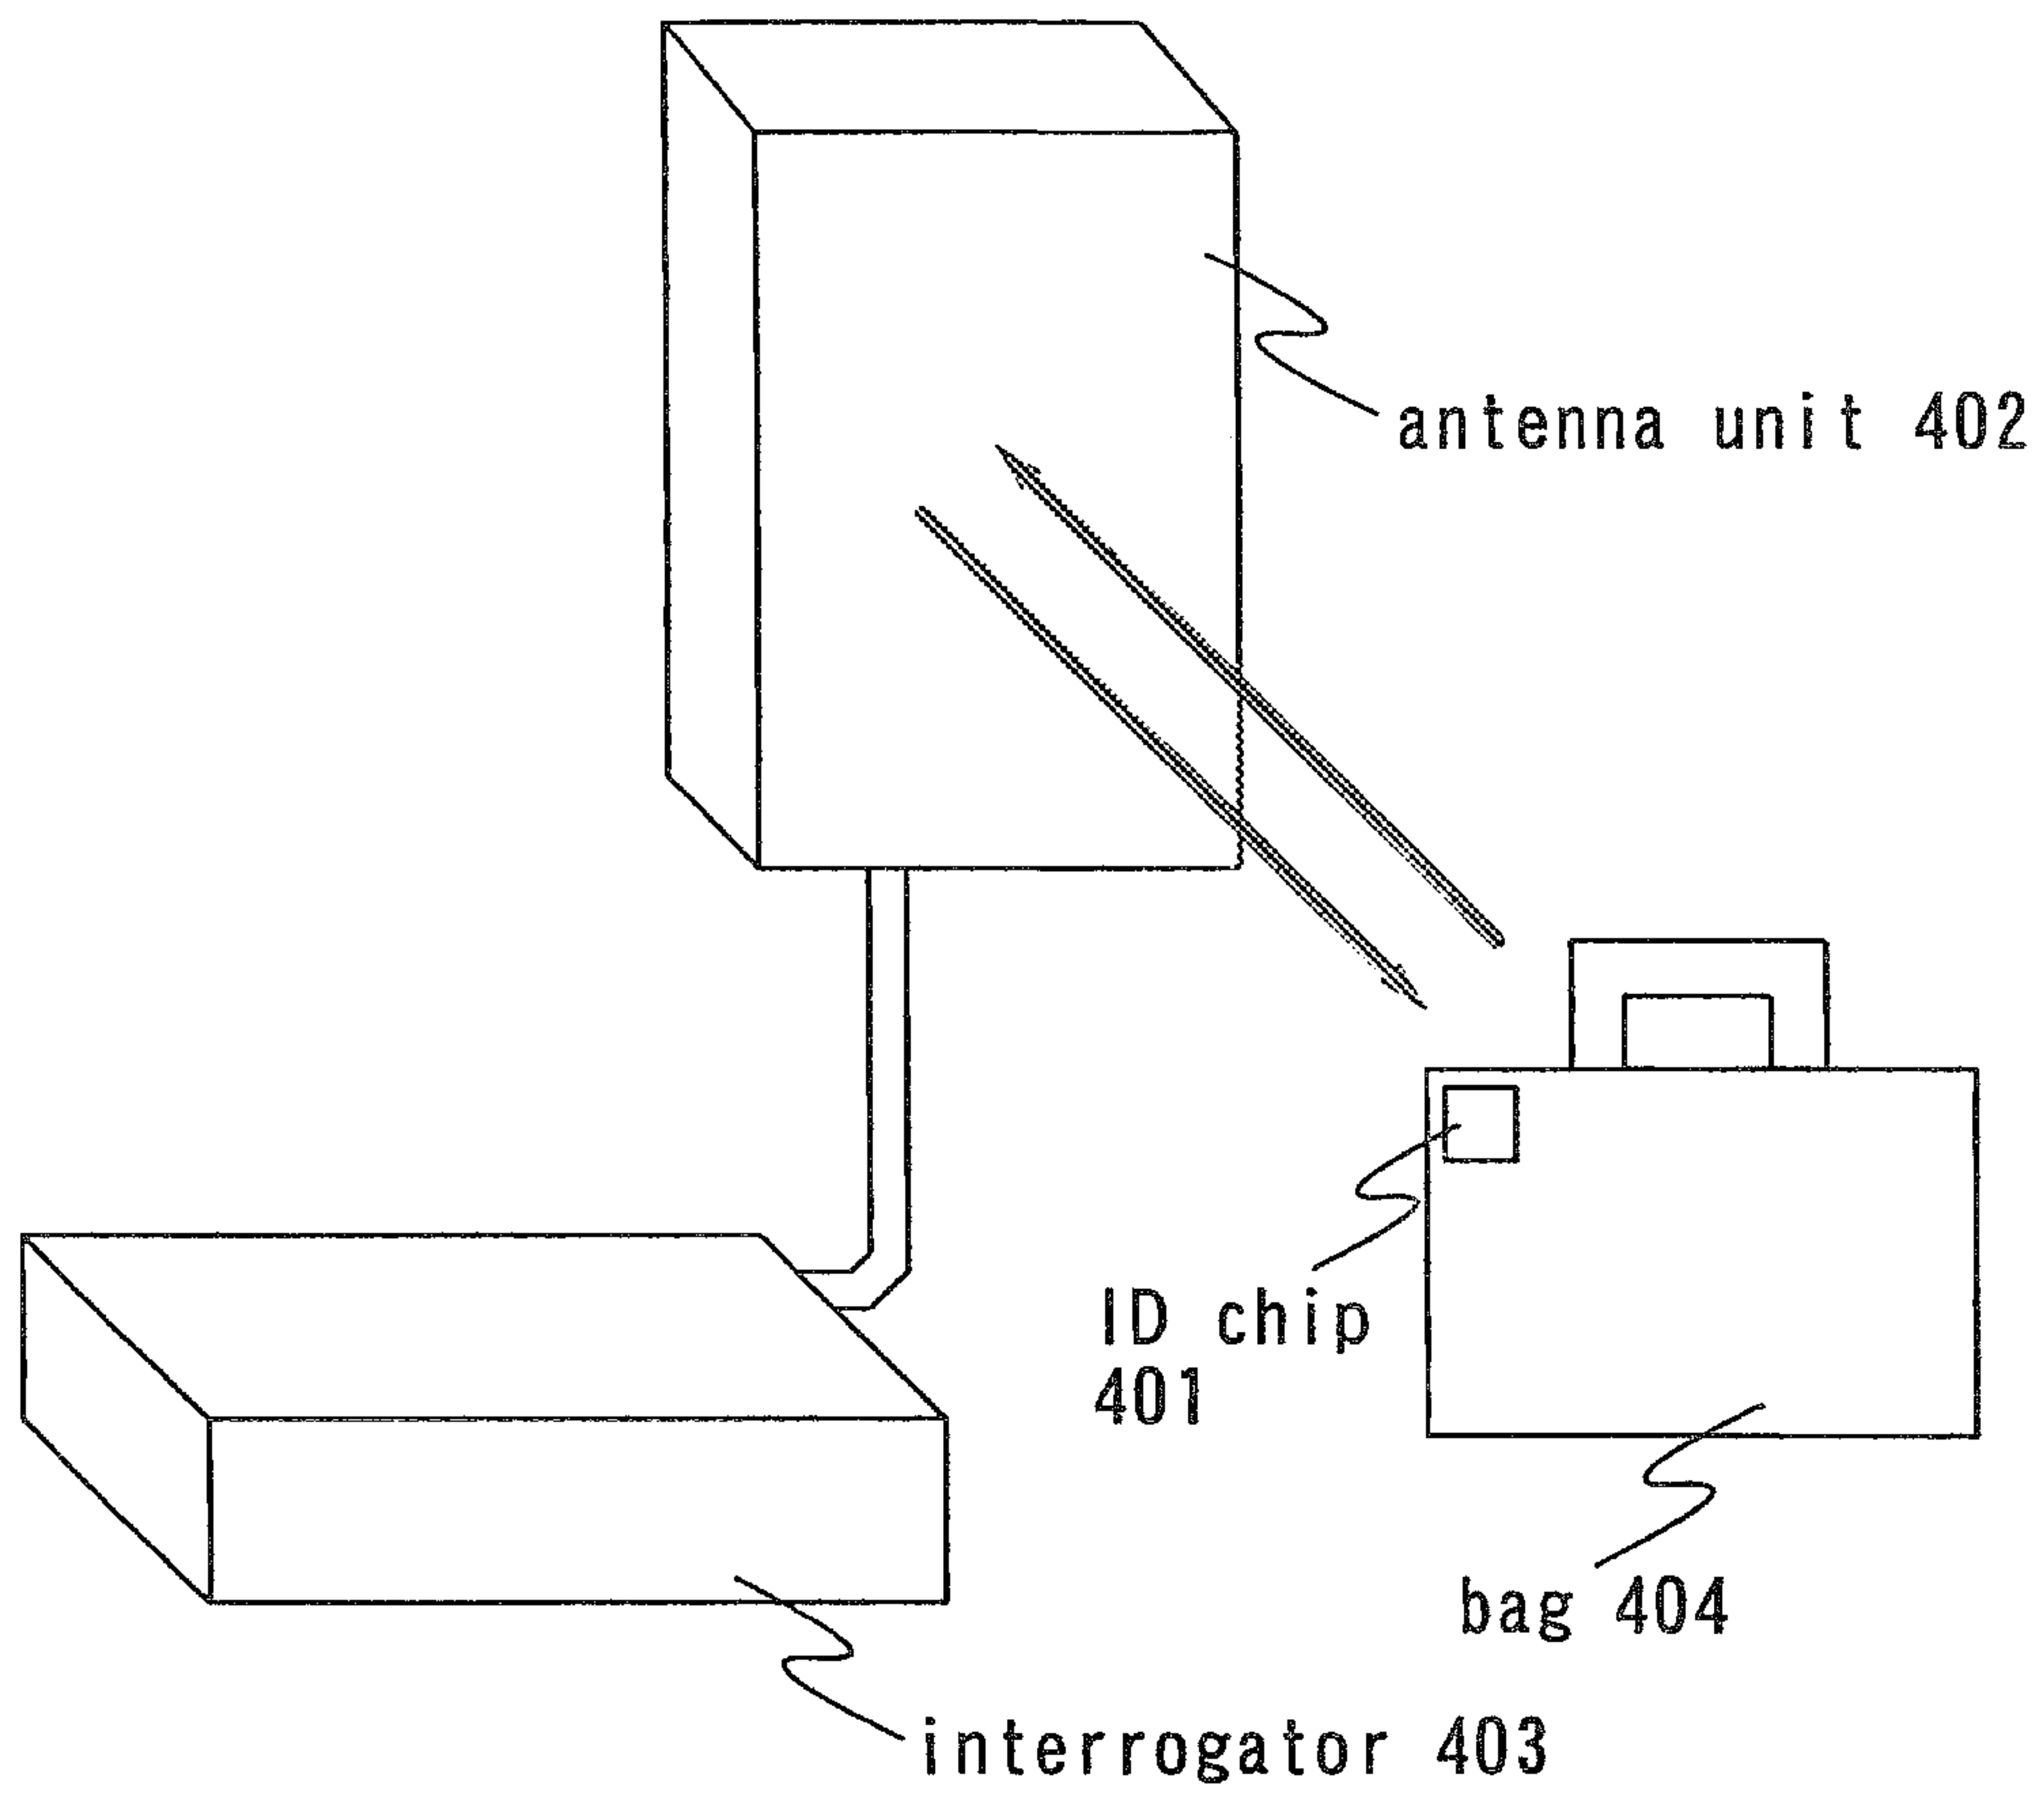 antenna unit 402
ID chip
401
bag 404
interrogator 403